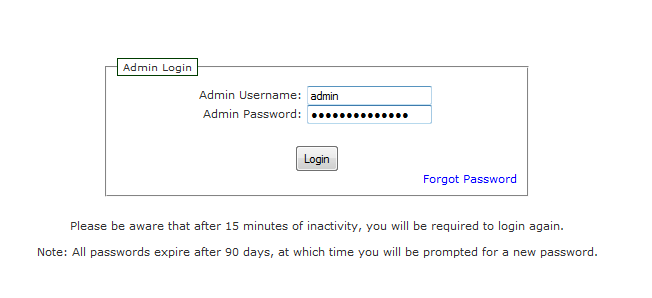 Admin Login
Admin Username: admin
Admin Password: ●●●●●●●●●●●●●●
Login
Forgot Password
Please be aware that after 15 minutes of inactivity, you will be required to login again.
Note: All passwords expire after 90 days, at which time you will be prompted for a new password.